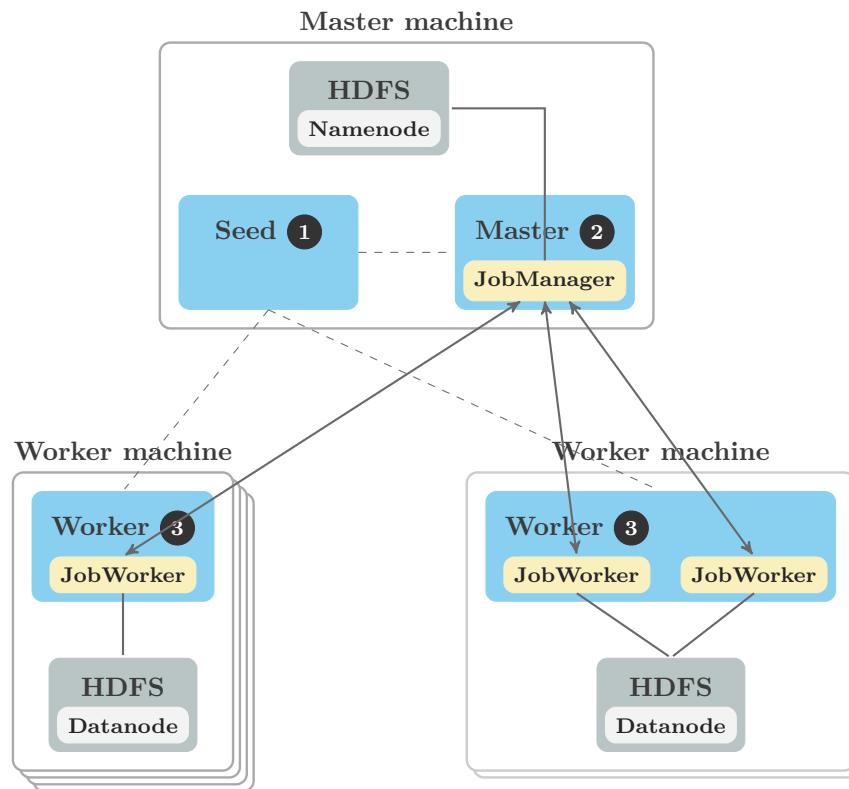 Master machine
HDFS
Namenode
Seed 1
Master 2
JobManager
Worker machine
Worker 3
JobWorker
HDFS
Datanode
Worker machine
Worker 3
JobWorker JobWorker
HDFS
Datanode